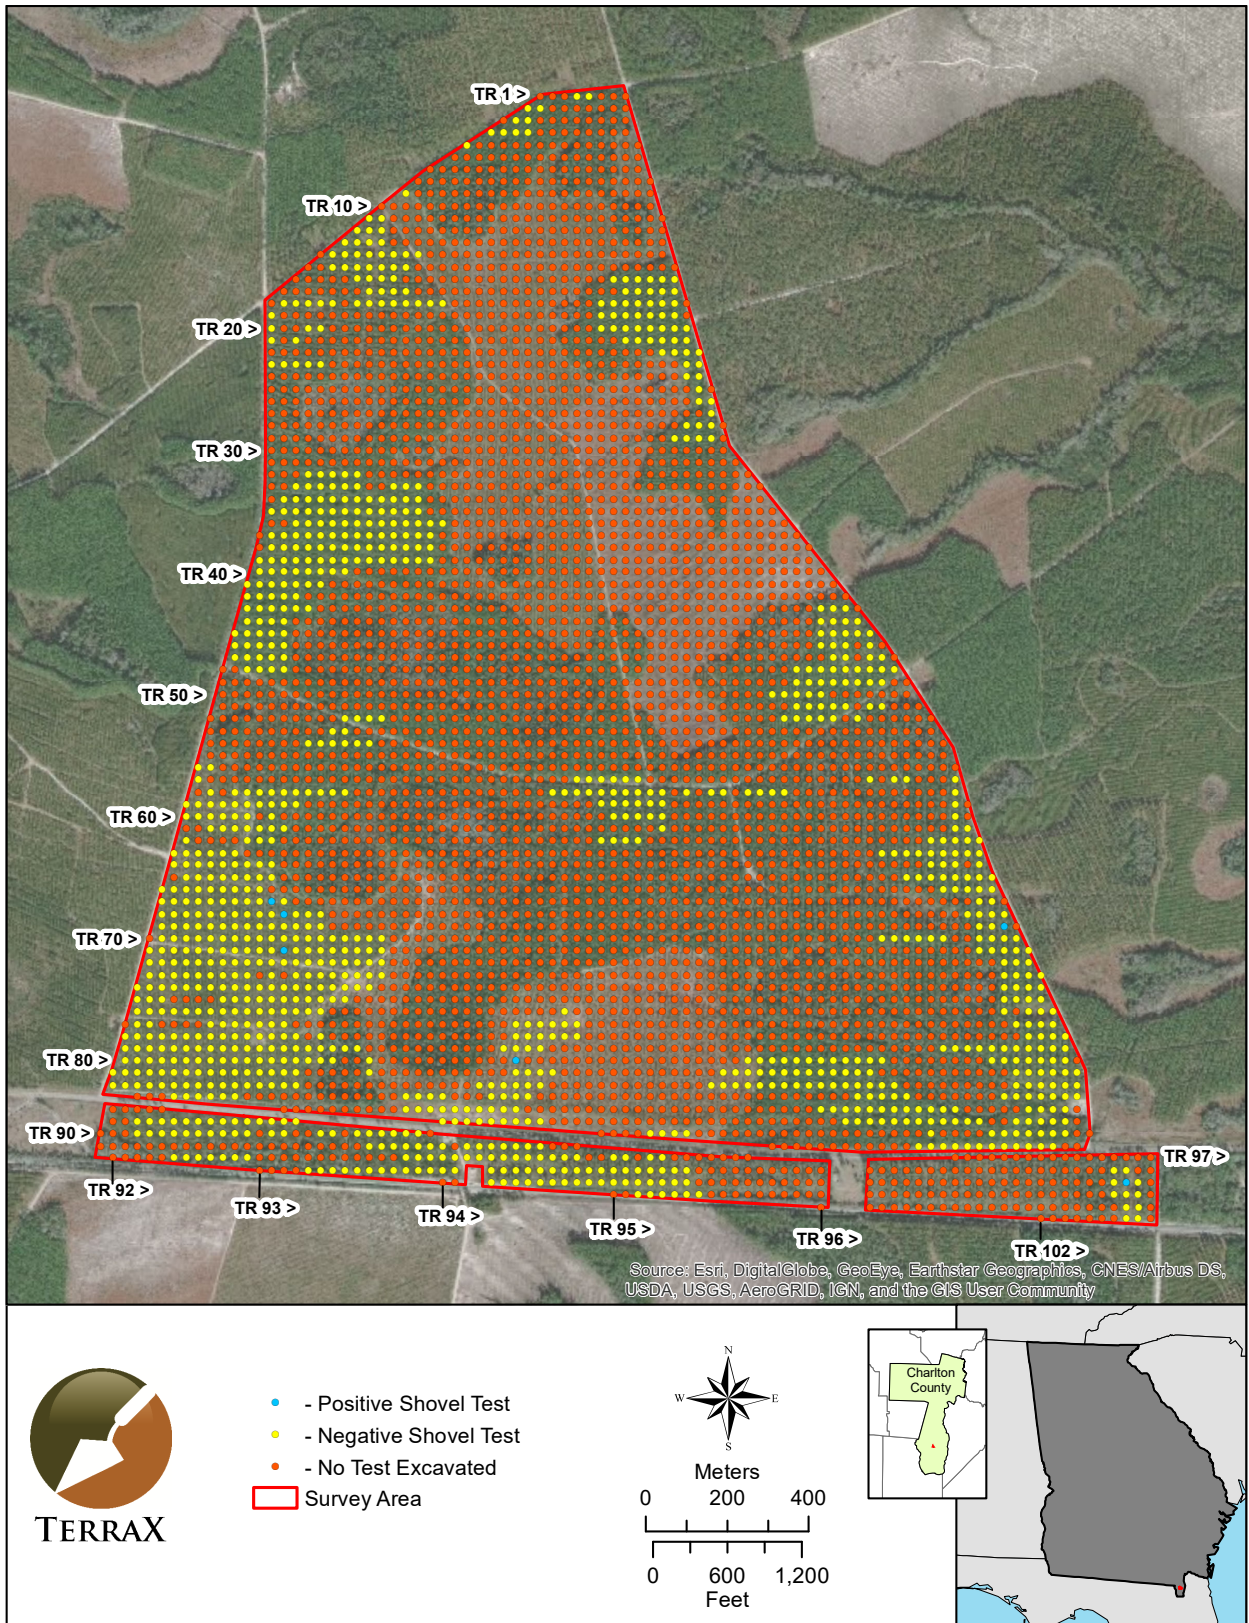 TR 1 >
TR 10 >
TR 20 >
TR 30 >
TR 40 >
TR 50 >
TR 60 >
TR 70 >
TR 80 >
TR 90 >
TR 97 >
TR 92 >
TR 93 >
TR 94 >
TR 95 >
TR 96 >
TR 102 >
Source: Esri, DigitalGlobe, GeoEye, Earthstar Geographics, CNES/Airbus DS,
USDA, USGS, AeroGRID, IGN, and the GIS User Community
TERRAX
- Positive Shovel Test
- Negative Shovel Test
- No Test Excavated
Survey Area
N
W E
S
Meters
0 200 400
0 600 1,200
Feet
Charlton
County